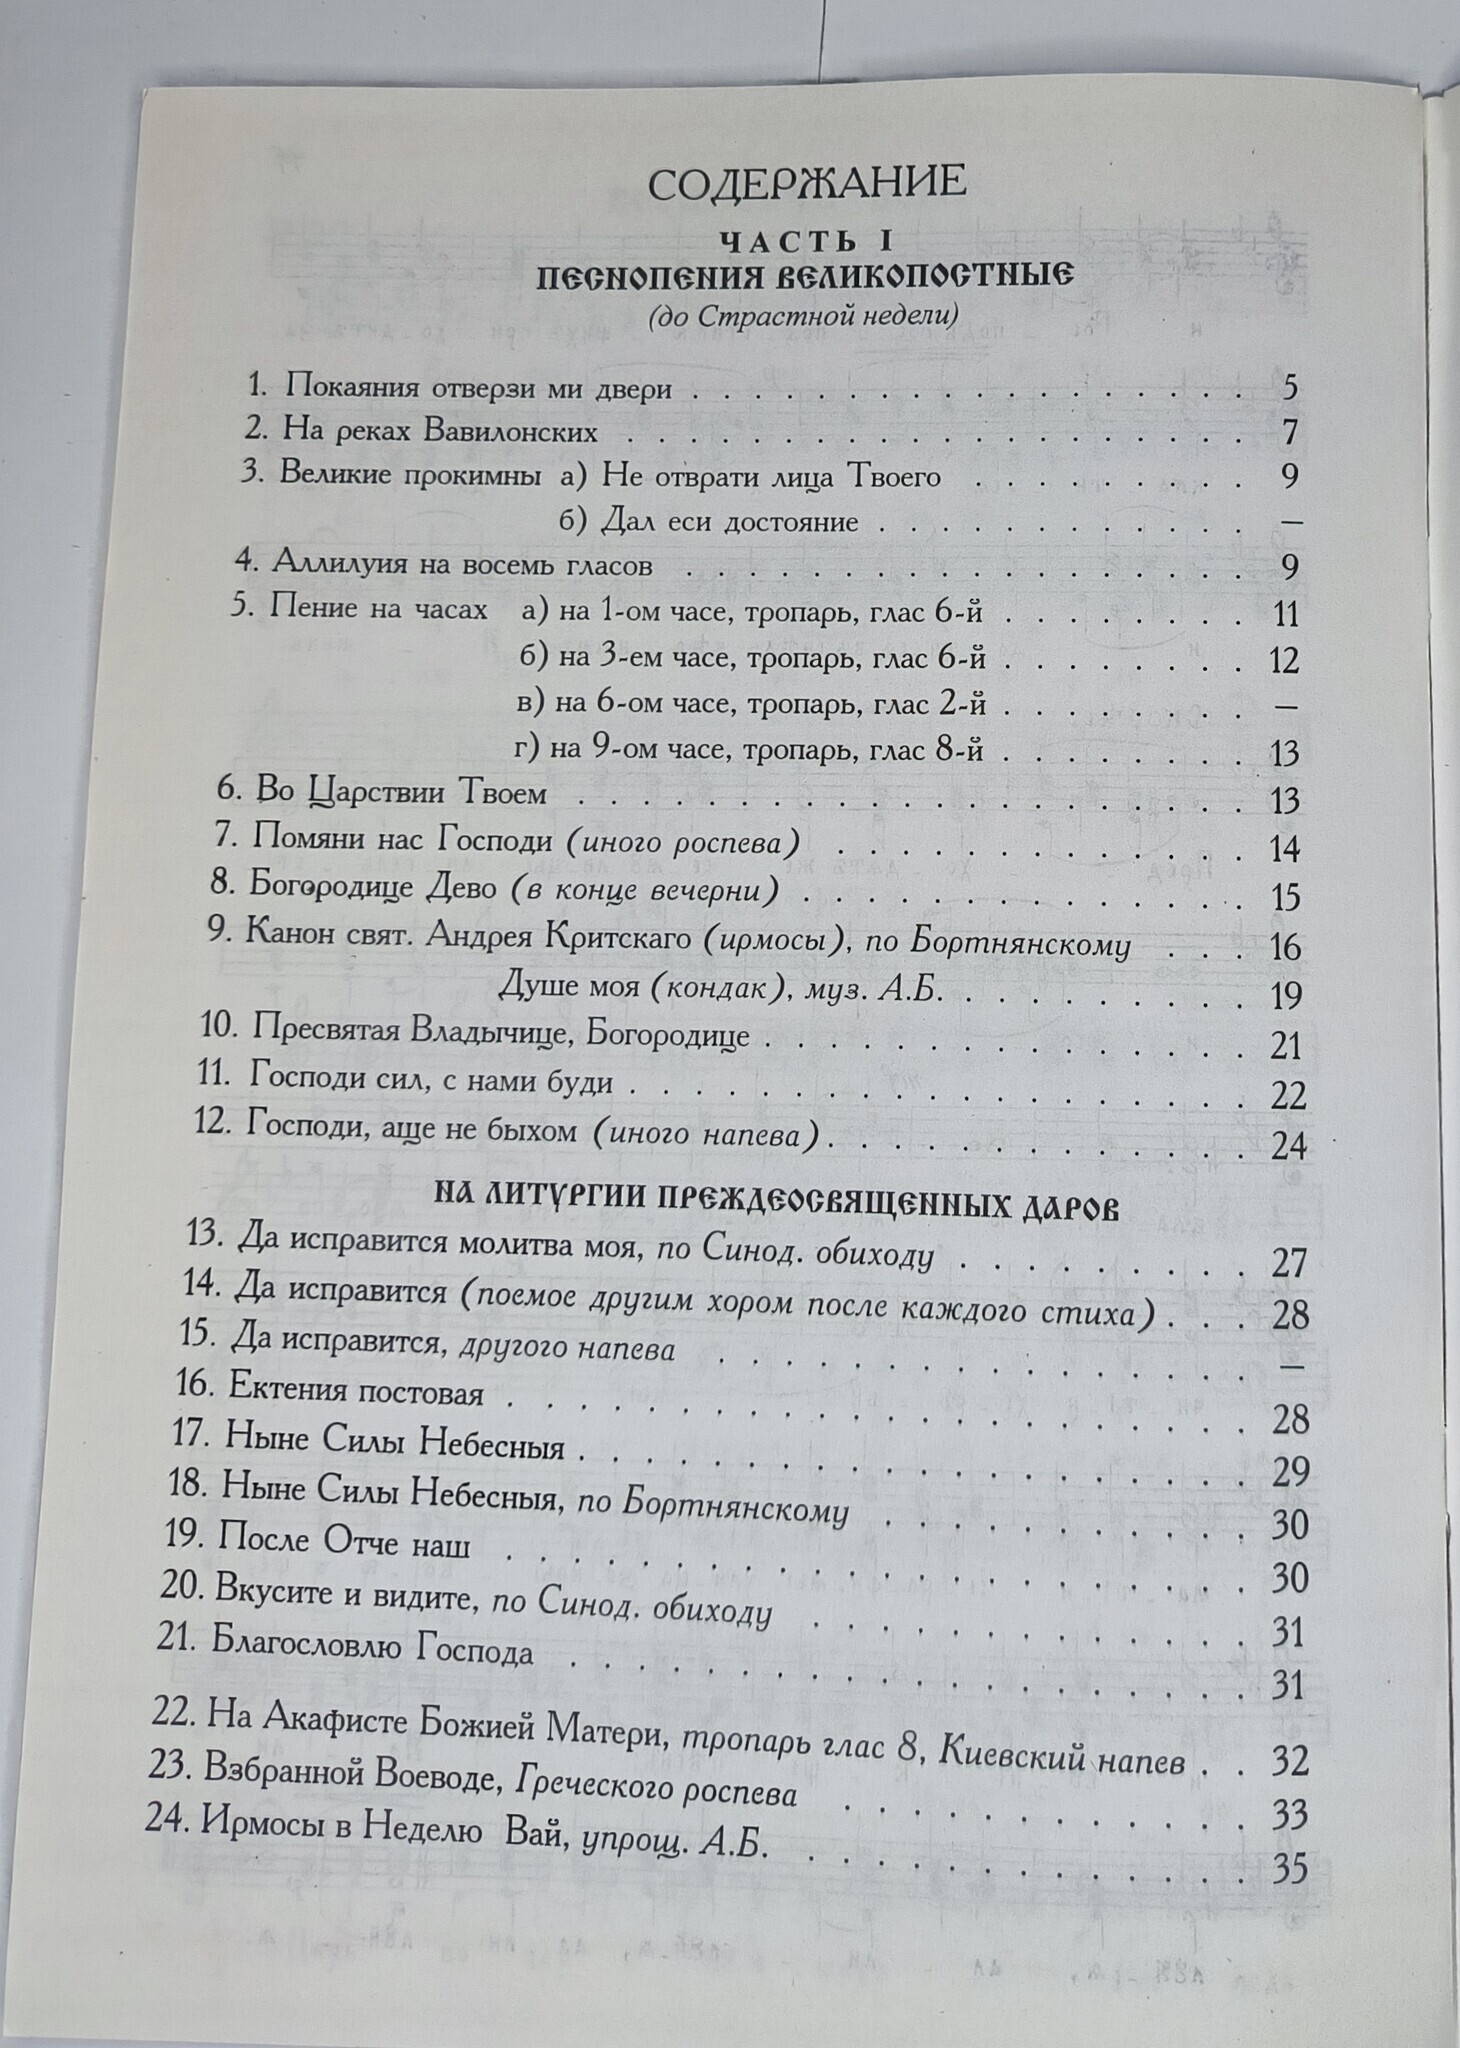 СОДЕРЖАНИЕ
ЧАСТЬ I
ПЕСНОПЕНИЯ ВЕЛИКОПОСТНЫЕ
(до Страстной недели)
1. Покаяния отверзи ми двери . . . . . . . . . . . . . . . . . . 5
2. На реках Вавилонских . . . . . . . . . . . . . . . . . . . . 7
3. Великие прокимны а) Не отврати лица Твоего . . . . . . . . . 9
б) Дал еси достояние . . . . . . . . . . . . —
4. Аллилуия на восемь гласов . . . . . . . . . . . . . . . . . . 9
5. Пение на часах а) на 1-ом часе, тропарь, глас 6-й . . . . . . . . 11
б) на 3-ем часе, тропарь, глас 6-й . . . . . . . . 12
в) на 6-ом часе, тропарь, глас 2-й . . . . . . . . —
г) на 9-ом часе, тропарь, глас 8-й . . . . . . . . 13
6. Во Царствии Твоем . . . . . . . . . . . . . . . . . . . . . 13
7. Помяни нас Господи (иного роспева) . . . . . . . . . . . . . 14
8. Богородице Дево (в конце вечерни) . . . . . . . . . . . . . . 15
9. Канон свят. Андрея Критскаго (ирмосы), по Бортнянскому . . . 16
Душе моя (кондак), муз. А.Б. . . . . . . . . . 19
10. Пресвятая Владычице, Богородице . . . . . . . . . . . . . . . 21
11. Господи сил, с нами буди . . . . . . . . . . . . . . . . . . . 22
12. Господи, аще не быхом (иного напева) . . . . . . . . . . . . . 24
НА ЛИТУРГИИ ПРЕЖДЕОСВЯЩЕННЫХ ДАРОВ
13. Да исправится молитва моя, по Синод. обиходу . . . . . . . . . 27
14. Да исправится (поемое другим хором после каждого стиха) . . . 28
15. Да исправится, другого напева . . . . . . . . . . . . . . . . —
16. Ектения постовая . . . . . . . . . . . . . . . . . . . . . . 28
17. Ныне Силы Небесныя . . . . . . . . . . . . . . . . . . . . 29
18. Ныне Силы Небесныя, по Бортнянскому . . . . . . . . . . . 30
19. После Отче наш . . . . . . . . . . . . . . . . . . . . . . 30
20. Вкусите и видите, по Синод. обиходу . . . . . . . . . . . . . 31
21. Благословлю Господа . . . . . . . . . . . . . . . . . . . . 31
22. На Акафисте Божией Матери, тропарь глас 8, Киевский напев . . 32
23. Взбранной Воеводе, Греческого роспева . . . . . . . . . . . . 33
24. Ирмосы в Неделю Вай, упрощ. А.Б. . . . . . . . . . . . . . 35